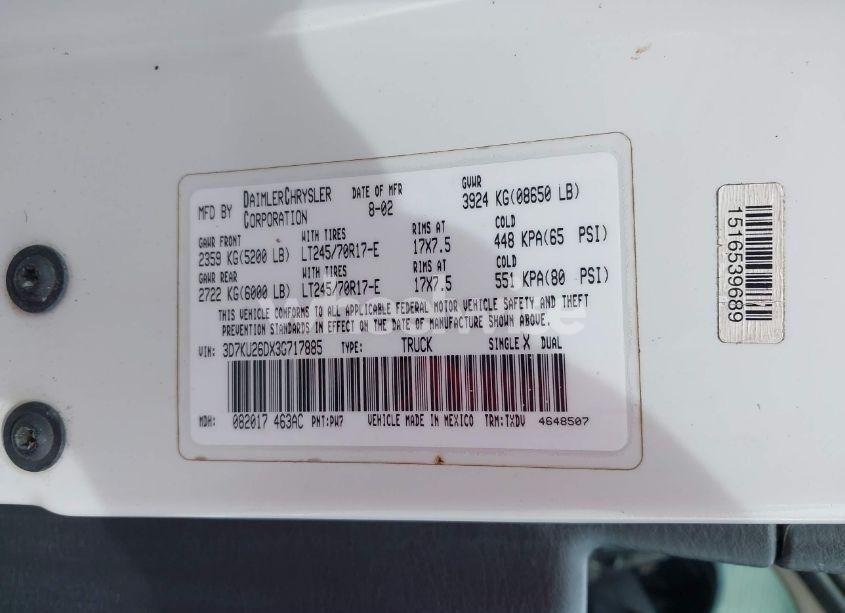 MFD BY DAIMLERCHRYSLER CORPORATION
DATE OF MFR 8-02
GVWR 3924 KG(08650 LB)
GAWR FRONT WITH TIRES RIMS AT COLD
2359 KG(5200 LB) LT245/70R17-E 17X7.5 448 KPA(65 PSI)
GAWR REAR WITH TIRES RIMS AT COLD
2722 KG(6000 LB) LT245/70R17-E 17X7.5 551 KPA(80 PSI)
THIS VEHICLE CONFORMS TO ALL APPLICABLE FEDERAL MOTOR VEHICLE SAFETY AND THEFT
PREVENTION STANDARDS IN EFFECT ON THE DATE OF MANUFACTURE SHOWN ABOVE.
VIN: 3D7KU26DX3G717885 TYPE: TRUCK SINGLE X DUAL
MDH: 082017 463AC PNT:PW7 VEHICLE MADE IN MEXICO TRM:TXDV 4648507
1516539689